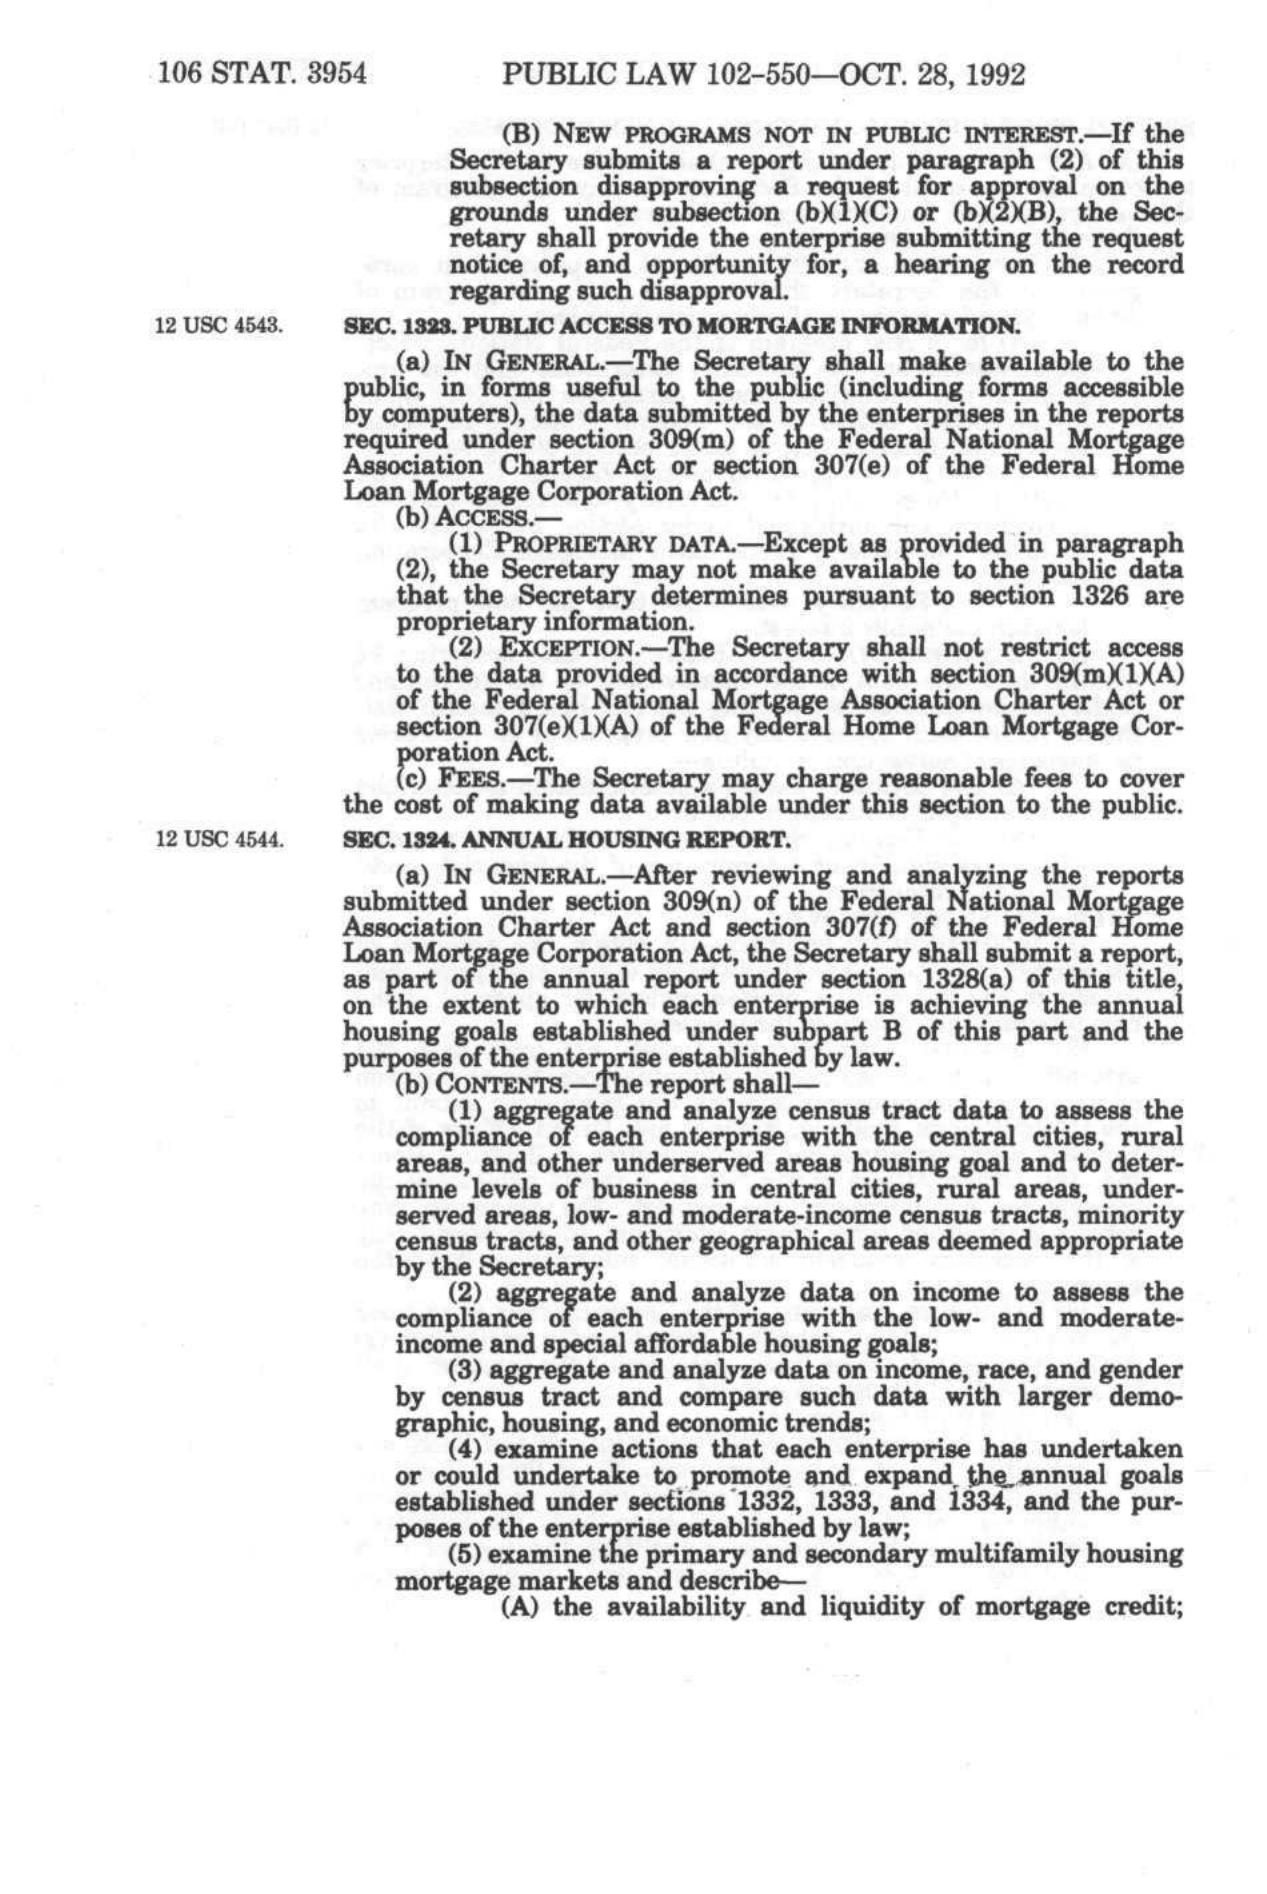 106 STAT. 3954 PUBLIC LAW 102-550—OCT. 28, 1992
(B) NEW PROGRAMS NOT IN PUBLIC INTEREST.—If the
Secretary submits a report under paragraph (2) of this
subsection disapproving a request for approval on the
grounds under subsection (b)(1)(C) or (b)(2)(B), the Sec-
retary shall provide the enterprise submitting the request
notice of, and opportunity for, a hearing on the record
regarding such disapproval.
12 USC 4543. SEC. 1323. PUBLIC ACCESS TO MORTGAGE INFORMATION.
(a) IN GENERAL.—The Secretary shall make available to the
public, in forms useful to the public (including forms accessible
by computers), the data submitted by the enterprises in the reports
required under section 309(m) of the Federal National Mortgage
Association Charter Act or section 307(e) of the Federal Home
Loan Mortgage Corporation Act.
(b) ACCESS.—
(1) PROPRIETARY DATA.—Except as provided in paragraph
(2), the Secretary may not make available to the public data
that the Secretary determines pursuant to section 1326 are
proprietary information.
(2) EXCEPTION.—The Secretary shall not restrict access
to the data provided in accordance with section 309(m)(1)(A)
of the Federal National Mortgage Association Charter Act or
section 307(e)(1)(A) of the Federal Home Loan Mortgage Cor-
poration Act.
(c) FEES.—The Secretary may charge reasonable fees to cover
the cost of making data available under this section to the public.
12 USC 4544. SEC. 1324. ANNUAL HOUSING REPORT.
(a) IN GENERAL.—After reviewing and analyzing the reports
submitted under section 309(n) of the Federal National Mortgage
Association Charter Act and section 307(f) of the Federal Home
Loan Mortgage Corporation Act, the Secretary shall submit a report,
as part of the annual report under section 1328(a) of this title,
on the extent to which each enterprise is achieving the annual
housing goals established under subpart B of this part and the
purposes of the enterprise established by law.
(b) CONTENTS.—The report shall—
(1) aggregate and analyze census tract data to assess the
compliance of each enterprise with the central cities, rural
areas, and other underserved areas housing goal and to deter-
mine levels of business in central cities, rural areas, under-
served areas, low- and moderate-income census tracts, minority
census tracts, and other geographical areas deemed appropriate
by the Secretary;
(2) aggregate and analyze data on income to assess the
compliance of each enterprise with the low- and moderate-
income and special affordable housing goals;
(3) aggregate and analyze data on income, race, and gender
by census tract and compare such data with larger demo-
graphic, housing, and economic trends;
(4) examine actions that each enterprise has undertaken
or could undertake to promote and expand the annual goals
established under sections 1332, 1333, and 1334, and the pur-
poses of the enterprise established by law;
(5) examine the primary and secondary multifamily housing
mortgage markets and describe—
(A) the availability and liquidity of mortgage credit;